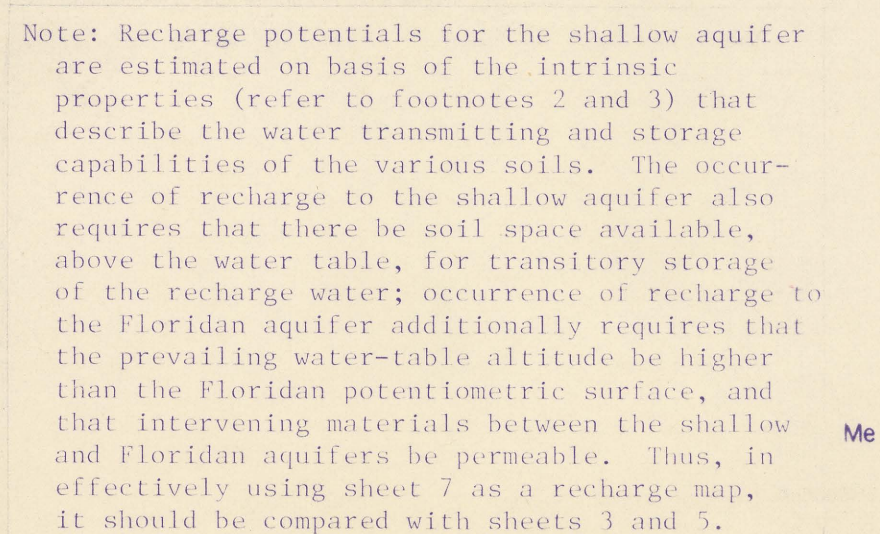 Note: Recharge potentials for the shallow aquifer
are estimated on basis of the intrinsic
properties (refer to footnotes 2 and 3) that
describe the water transmitting and storage
capabilities of the various soils. The occur-
rence of recharge to the shallow aquifer also
requires that there be soil space available,
above the water table, for transitory storage
of the recharge water; occurrence of recharge to
the Floridan aquifer additionally requires that
the prevailing water-table altitude be higher
than the Floridan potentiometric surface, and
that intervening materials between the shallow
and Floridan aquifers be permeable. Thus, in
effectively using sheet 7 as a recharge map,
it should be compared with sheets 3 and 5.
Me